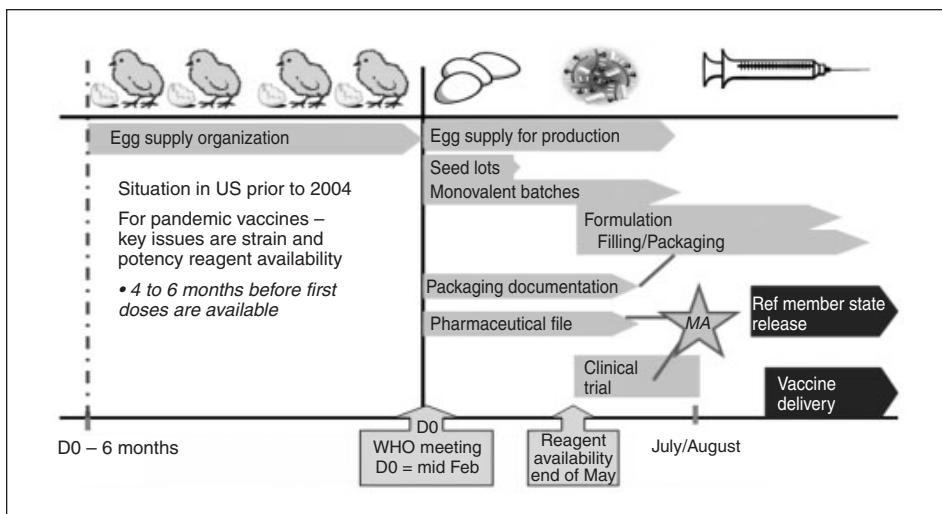 Egg supply organization
Egg supply for production
Seed lots
Monovalent batches
Formulation
Filling/Packaging
Situation in US prior to 2004
For pandemic vaccines –
key issues are strain and
potency reagent availability
• 4 to 6 months before first
doses are available
Packaging documentation
Pharmaceutical file
MA
Ref member state
release
Clinical
trial
Vaccine
delivery
D0 – 6 months
D0
WHO meeting
D0 = mid Feb
Reagent
availability
end of May
July/August